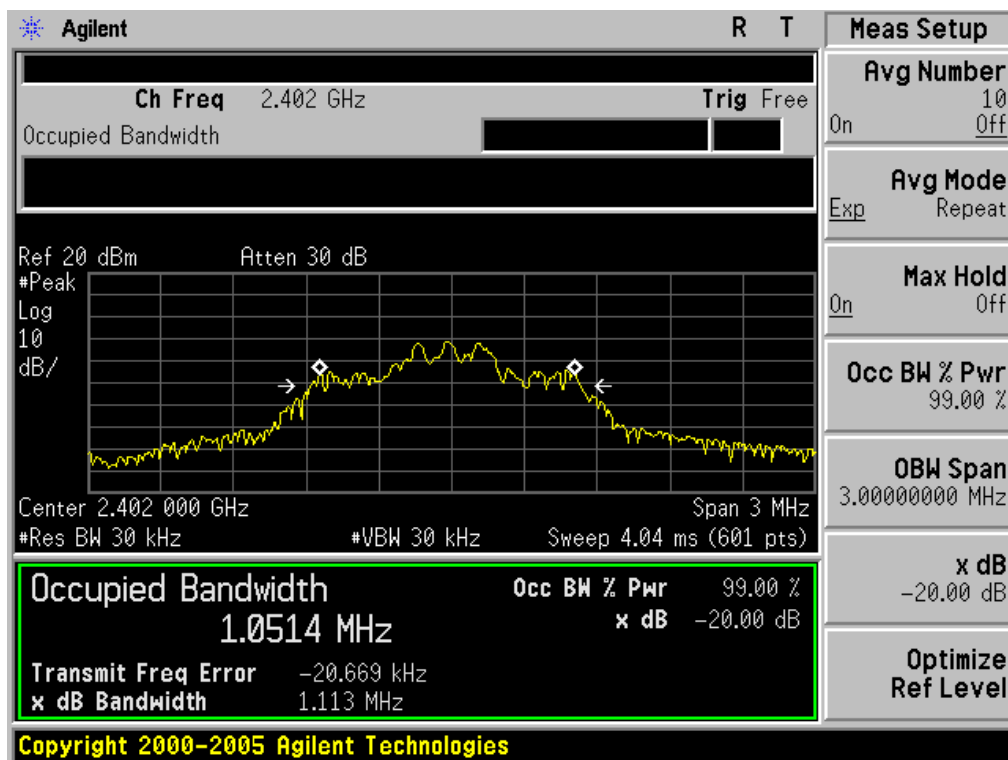 Agilent R T
Meas Setup
Ch Freq 2.402 GHz Trig Free
Occupied Bandwidth
Avg Number
10
On Off
Avg Mode
Exp Repeat
Max Hold
On Off
Occ BW % Pwr
99.00 %
OBW Span
3.00000000 MHz
x dB
-20.00 dB
Optimize
Ref Level
Ref 20 dBm Atten 30 dB
#Peak
Log
10
dB/
Center 2.402 000 GHz Span 3 MHz
#Res BW 30 kHz #VBW 30 kHz Sweep 4.04 ms (601 pts)
Occupied Bandwidth
1.0514 MHz
Occ BW % Pwr 99.00 %
x dB -20.00 dB
Transmit Freq Error -20.669 kHz
x dB Bandwidth 1.113 MHz
Copyright 2000-2005 Agilent Technologies